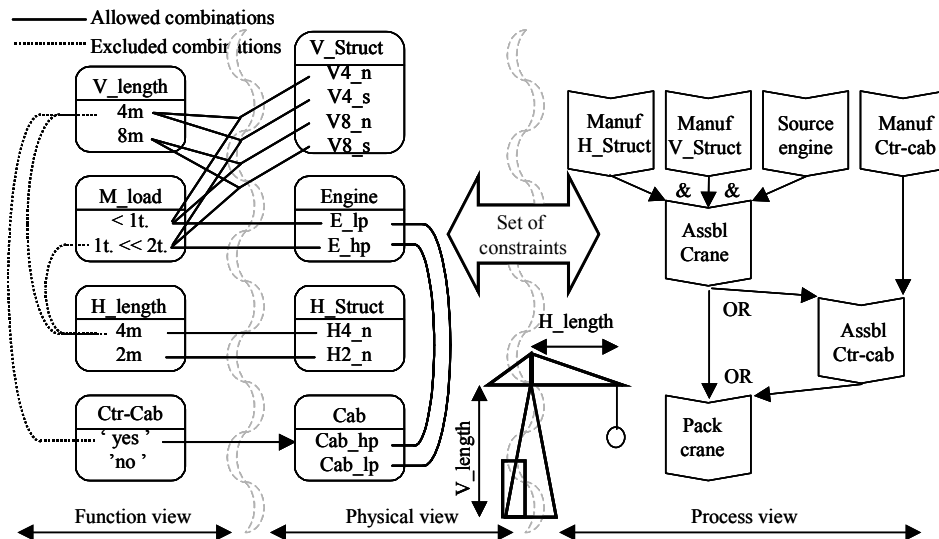 Allowed combinations
Excluded combinations
V_length
4m
8m
M_load
< 1t.
1t. << 2t.
H_length
4m
2m
Ctr-Cab
‘ yes ’
’no ’
V_Struct
V4_n
V4_s
V8_n
V8_s
Engine
E_lp
E_hp
H_Struct
H4_n
H2_n
Cab
Cab_hp
Cab_lp
Set of
constraints
H_length
V_length
Manuf
H_Struct
Manuf
V_Struct
Source
engine
Manuf
Ctr-cab
&
&
Assbl
Crane
OR
Assbl
Ctr-cab
OR
Pack
crane
Function view
Physical view
Process view